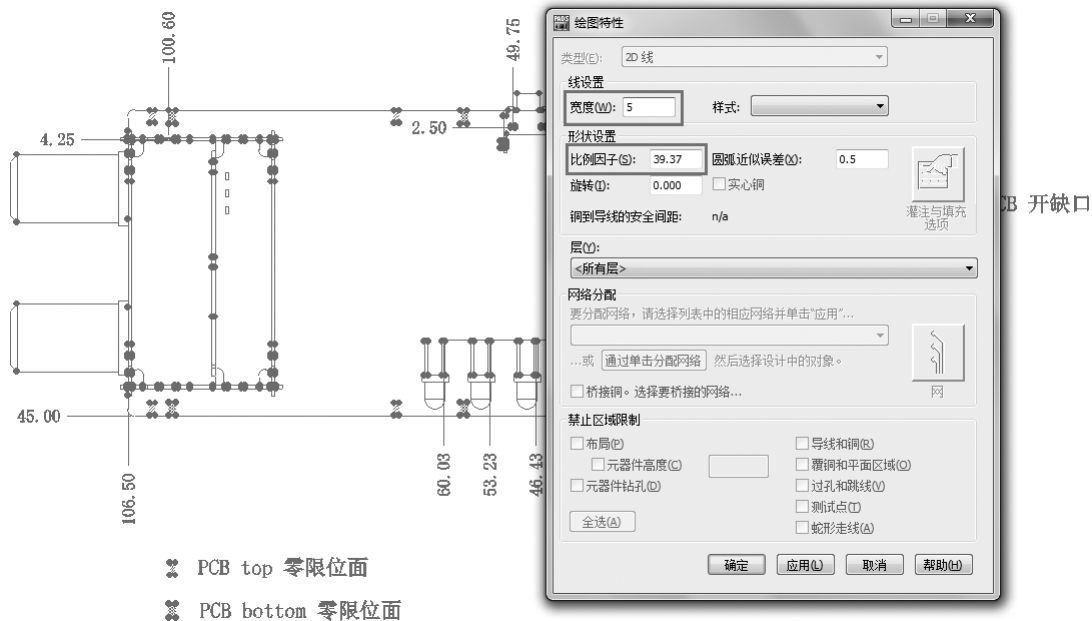 100.60
49.75
4.25
2.50
45.00
106.50
60.03
53.23
46.43
PCB top 零限位面
PCB bottom 零限位面
CB 开缺口
PADS
绘图特性
类型(E): 2D 线
线设置
宽度(W): 5 样式:
形状设置
比例因子(S): 39.37 圆弧近似误差(X): 0.5
旋转(I): 0.000 实心铜
铜到导线的安全间距: n/a
灌注与填充
选项
层(Y):
<所有层>
网络分配
要分配网络，请选择列表中的相应网络并单击“应用”...
...或 通过单击分配网络 然后选择设计中的对象。
桥接铜。选择要桥接的网络...
网
禁止区域限制
布局(P) 导线和铜(R)
元器件高度(C) 覆铜和平面区域(O)
元器件钻孔(D) 过孔和跳线(V)
测试点(T)
全选(A) 蛇形走线(A)
确定 应用(L) 取消 帮助(H)